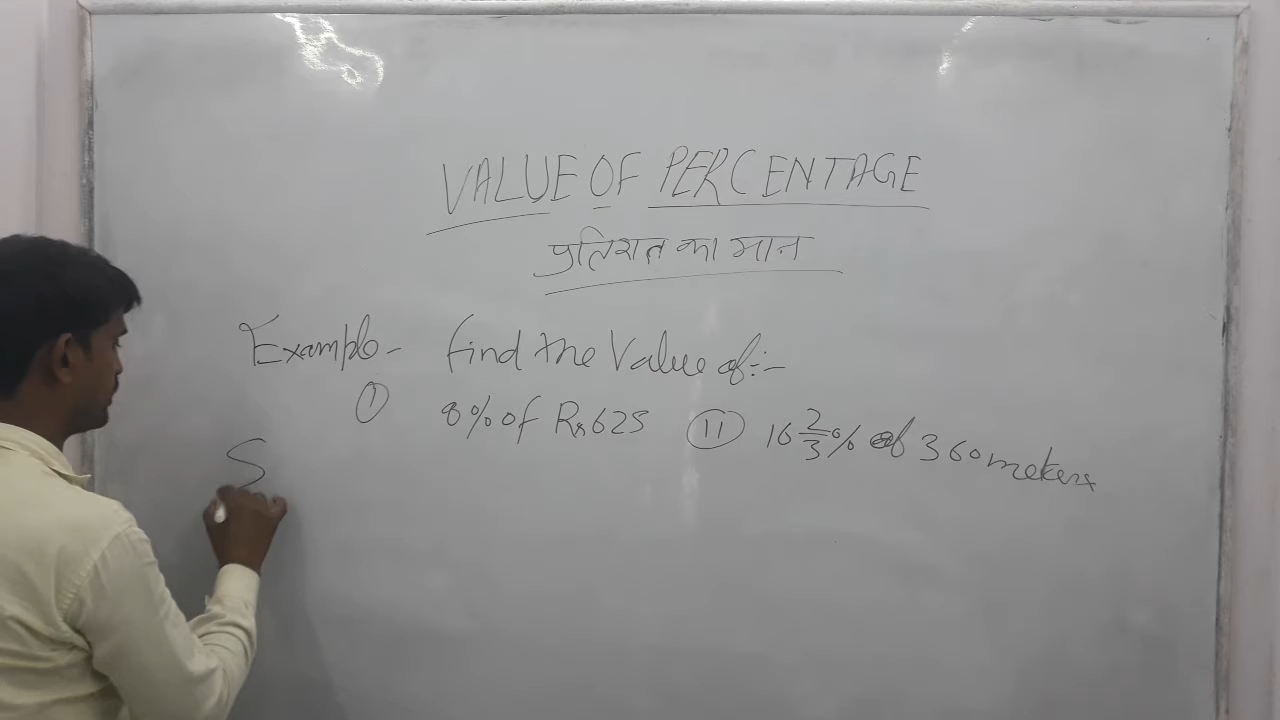 VALUE OF PERCENTAGE
प्रतिशत का मान
Example- find the Value of:-
① 8% of Rs 625 ⑪ 16 2/3% of 360 meters
S